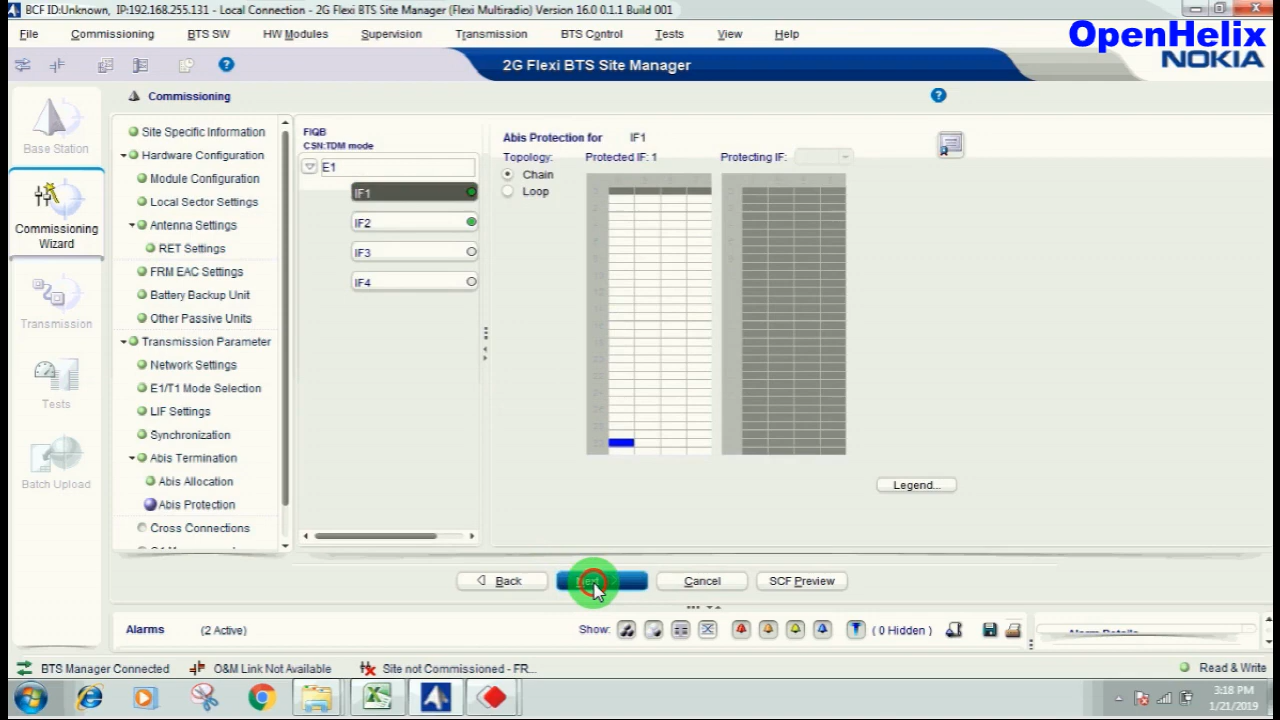 BCF ID:Unknown, IP:192.168.255.131 - Local Connection - 2G Flexi BTS Site Manager (Flexi Multiradio) Version 16.0 0.1.1 Build 001
File Commissioning BTS SW HW Modules Supervision Transmission BTS Control Tests View Help
OpenHelix
NOKIA
2G Flexi BTS Site Manager
Commissioning
Base Station
Commissioning
Wizard
Transmission
Tests
Batch Upload
Site Specific Information
Hardware Configuration
Module Configuration
Local Sector Settings
Antenna Settings
RET Settings
FRM EAC Settings
Battery Backup Unit
Other Passive Units
Transmission Parameter
Network Settings
E1/T1 Mode Selection
LIF Settings
Synchronization
Abis Termination
Abis Allocation
Abis Protection
Cross Connections
FIQB
CSN:TDM mode
E1
IF1
IF2
IF3
IF4
Abis Protection for IF1
Topology: Protected IF: 1 Protecting IF:
Chain
Loop
Legend...
Back Next Cancel SCF Preview
Alarms (2 Active) Show: ( 0 Hidden ) Alarm Details
BTS Manager Connected O&M Link Not Available Site not Commissioned - FR... Read & Write
3:18 PM
1/21/2019